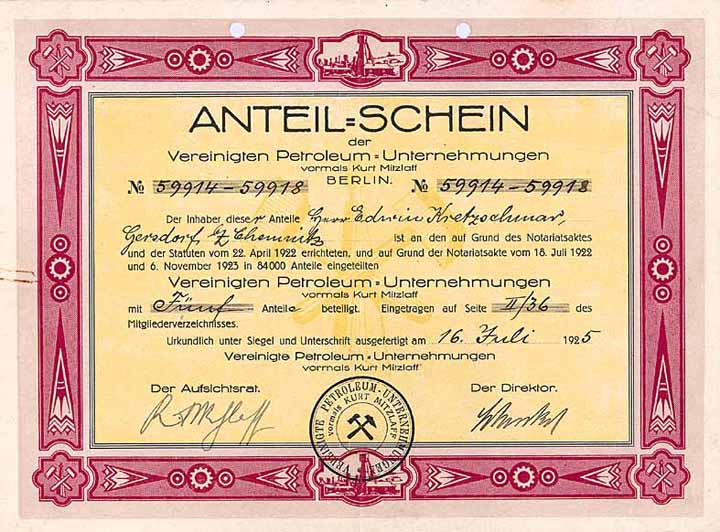 ANTEIL=SCHEIN
der
Vereinigten Petroleum=Unternehmungen
vormals Kurt Mitzlaff
BERLIN.
№ 59914-59918 № 59914-59918
Der Inhaber dieser Anteile Herr Edwin Kretzschmar,
Gersdorf Bz Chemnitz ist an den auf Grund des Notariatsaktes
und der Statuten vom 22. April 1922 errichteten, und auf Grund der Notariatsakte vom 18. Juli 1922
und 6. November 1923 in 84000 Anteile eingeteilten
Vereinigten Petroleum=Unternehmungen
vormals Kurt Mitzlaff
mit Fünf Anteile beteiligt. Eingetragen auf Seite II/36 des
Mitgliederverzeichnisses.
Urkundlich unter Siegel und Unterschrift ausgefertigt am 16. Juli 1925
Vereinigte Petroleum=Unternehmungen
vormals Kurt Mitzlaff
Der Aufsichtsrat. Der Direktor.
VEREINIGTE PETROLEUM-UNTERNEHMUNGEN
vormals KURT MITZLAFF